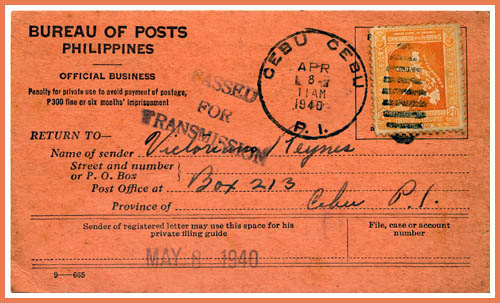 BUREAU OF POSTS
PHILIPPINES
OFFICIAL BUSINESS
Penalty for private use to avoid payment of postage,
P300 fine or six months' imprisonment
PASSED
FOR
TRANSMISSION
CEBU CEBU
APR
8
11 AM
1940
P. I.
RETURN TO—
Name of sender Victoriano Teynes
Street and number
or P. O. Box Box 213
Post Office at
Province of Cebu P.I.
Sender of registered letter may use this space for his
private filing guide
File, case or account
number
MAY 8 1940
9—665